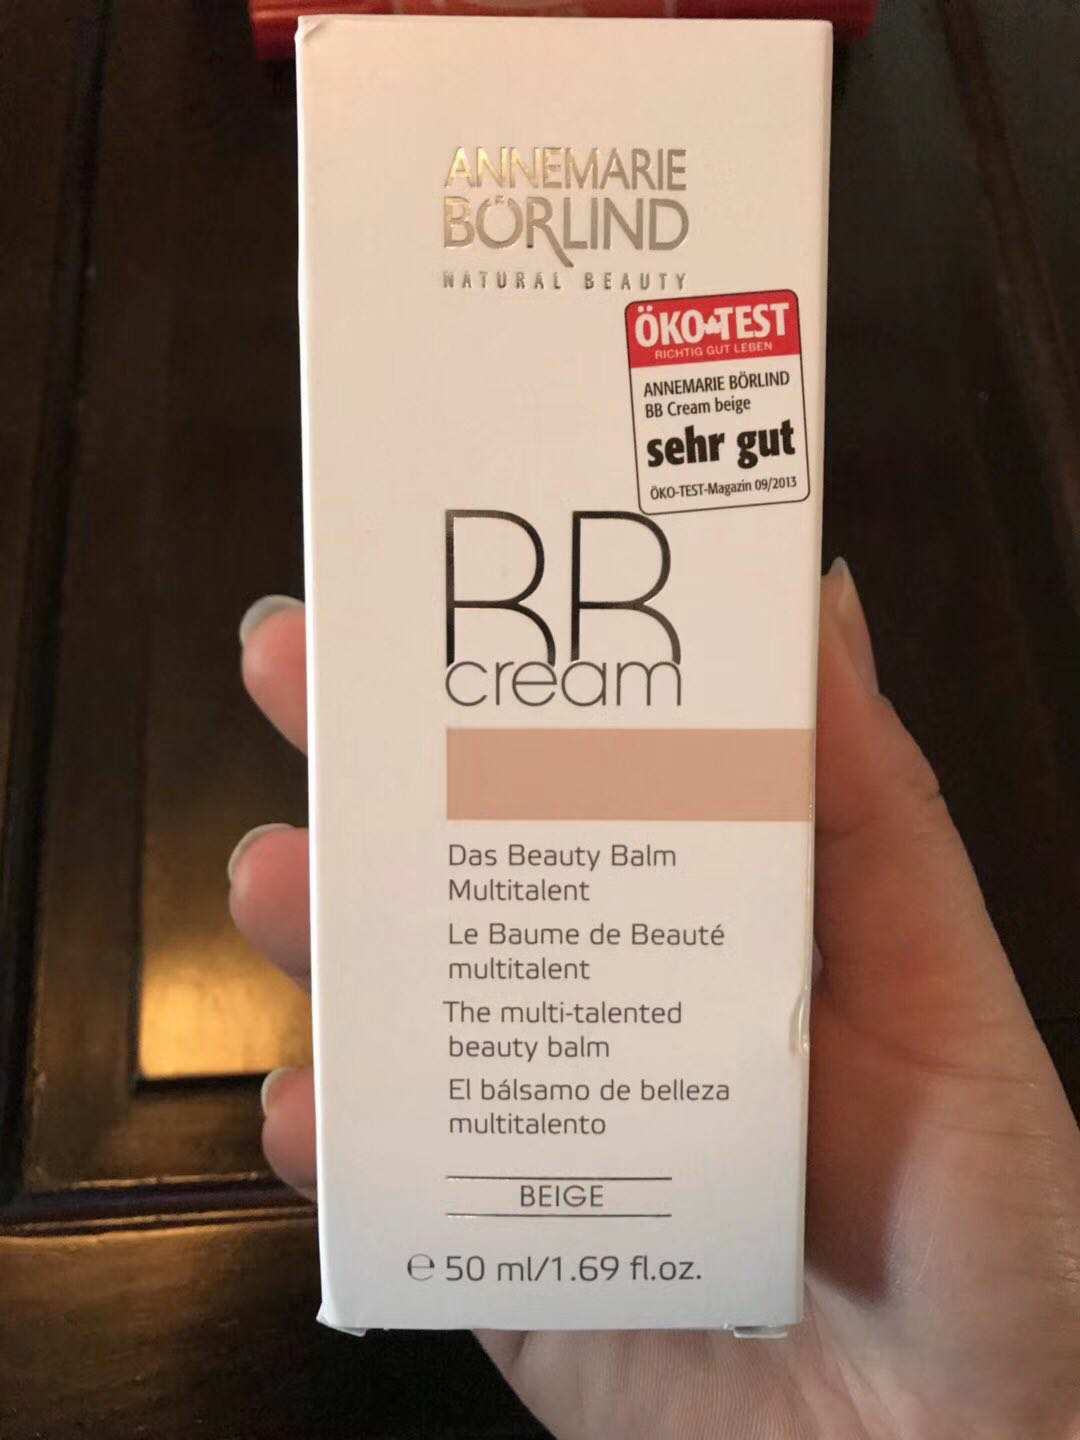 ANNEMARIE
BÖRLIND
NATURAL BEAUTY
ÖKO-TEST
RICHTIG GUT LEBEN
ANNEMARIE BÖRLIND
BB Cream beige
sehr gut
ÖKO-TEST-Magazin 09/2013
BB
cream
Das Beauty Balm
Multitalent
Le Baume de Beauté
multitalent
The multi-talented
beauty balm
El bálsamo de belleza
multitalento
BEIGE
℮ 50 ml/1.69 fl.oz.